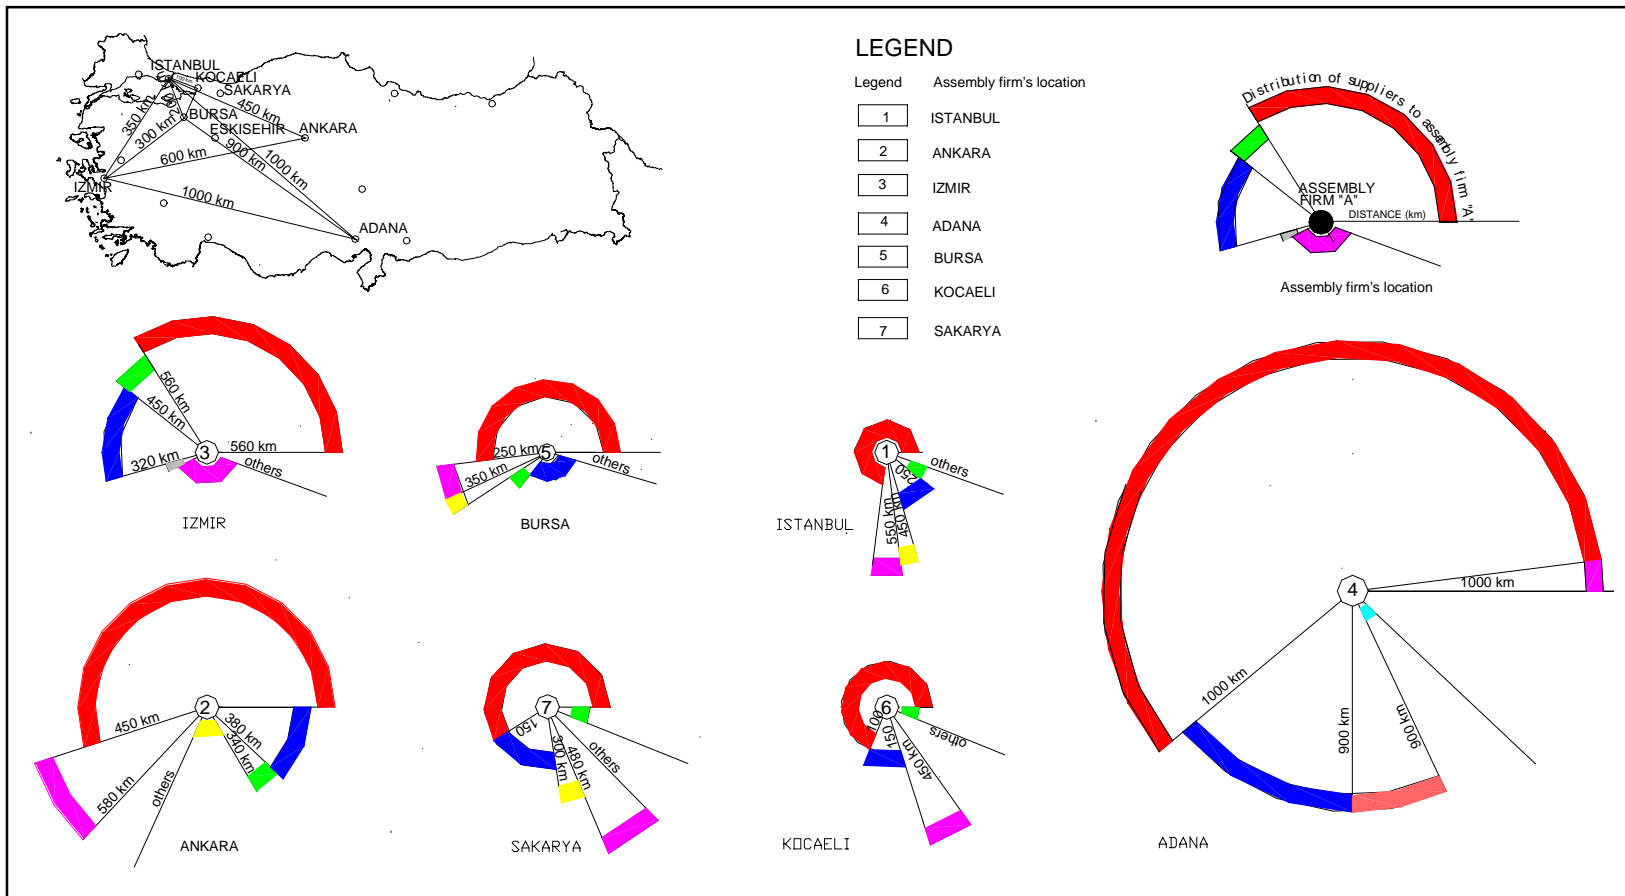 ISTANBUL
100 km
KOCAELI
SAKARYA
350 km
450 km
BURSA
300 km
ESKISEHIR
ANKARA
600 km
900 km
1000 km
IZMIR
1000 km
ADANA
LEGEND
Legend Assembly firm's location
1 ISTANBUL
2 ANKARA
3 IZMIR
4 ADANA
5 BURSA
6 KOCAELI
7 SAKARYA
Distribution of suppliers to assembly firm "A"
ASSEMBLY
FIRM "A"
DISTANCE (km)
Assembly firm's location
560 km
450 km
3
560 km
320 km
others
IZMIR
250 km
5
350 km
others
BURSA
1
others
250
550 km
450 km
ISTANBUL
4
1000 km
1000 km
900 km
900 km
ADANA
2
450 km
380 km
340 km
580 km
others
ANKARA
7
150
300 km
480 km
others
SAKARYA
6
100
150
450 km
others
KOCAELI